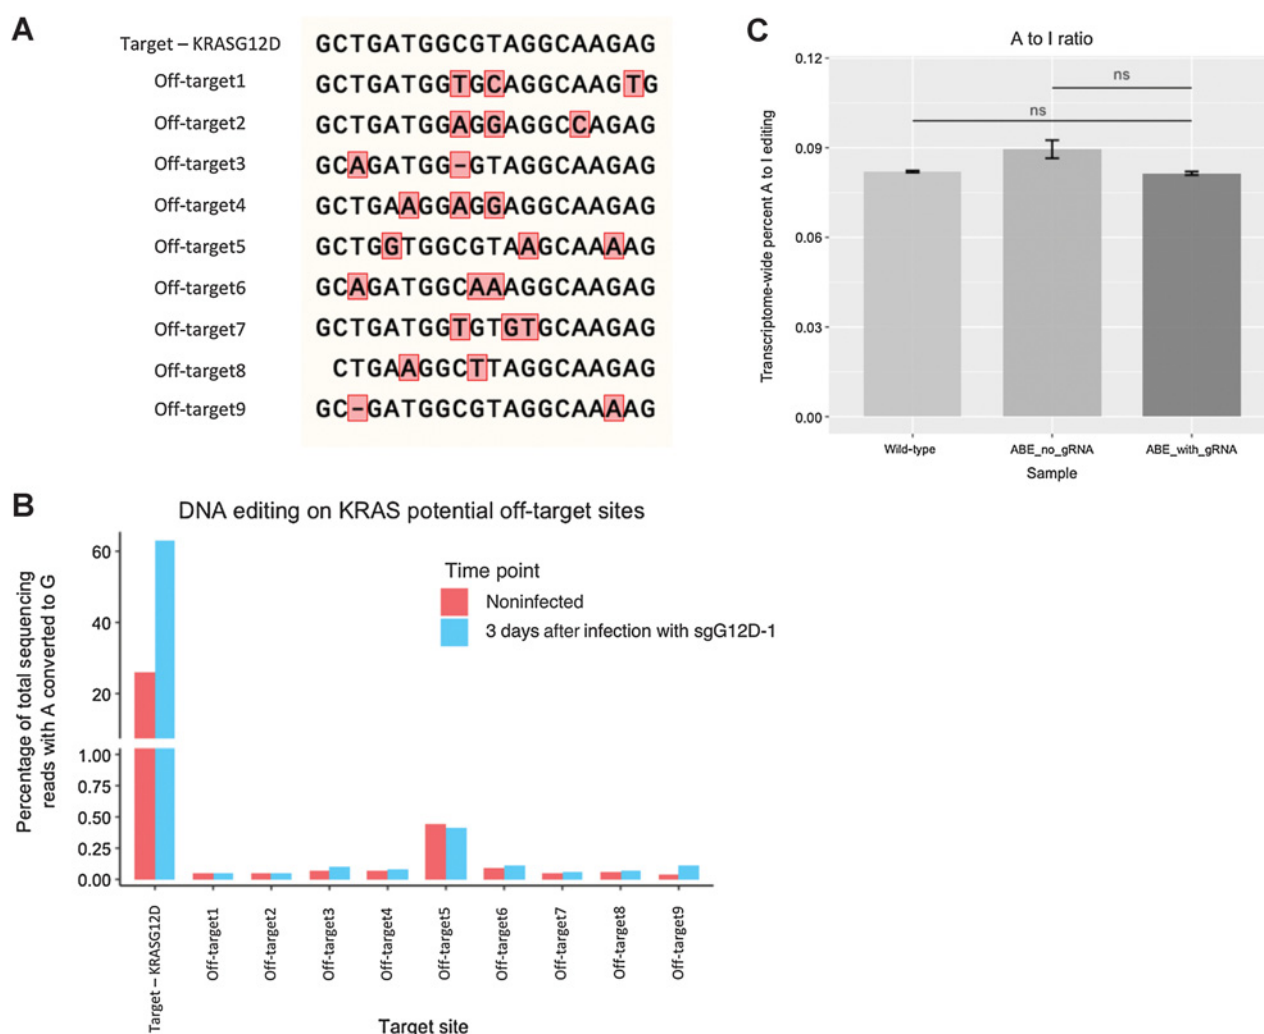 A
Target – KRASG12D GCTGATGGCGTAGGCAAGAG
Off-target1 GCTGATGGTGCAGGCAAGTG
Off-target2 GCTGATGGAGGAGGCCAGAG
Off-target3 GCAGATGG–GTAGGCAAGAG
Off-target4 GCTGAAGGAGGAGGCAAGAG
Off-target5 GCTGGTGGCGTAAGCAAAAG
Off-target6 GCAGATGGCAAAGGCAAGAG
Off-target7 GCTGATGGTGTGTGCAAGAG
Off-target8 CTGAAGGCTTAGGCAAGAG
Off-target9 GC–GATGGCGTAGGCAAAAG
C
A to I ratio
Transcriptome-wide percent A to I editing
0.12
0.09
0.06
0.03
0.00
ns
ns
Wild-type ABE_no_gRNA ABE_with_gRNA
Sample
B
DNA editing on KRAS potential off-target sites
Percentage of total sequencing
reads with A converted to G
60
40
20
1.00
0.75
0.50
0.25
0.00
Time point
Noninfected
3 days after infection with sgG12D-1
Target – KRASG12D
Off-target1
Off-target2
Off-target3
Off-target4
Off-target5
Off-target6
Off-target7
Off-target8
Off-target9
Target site